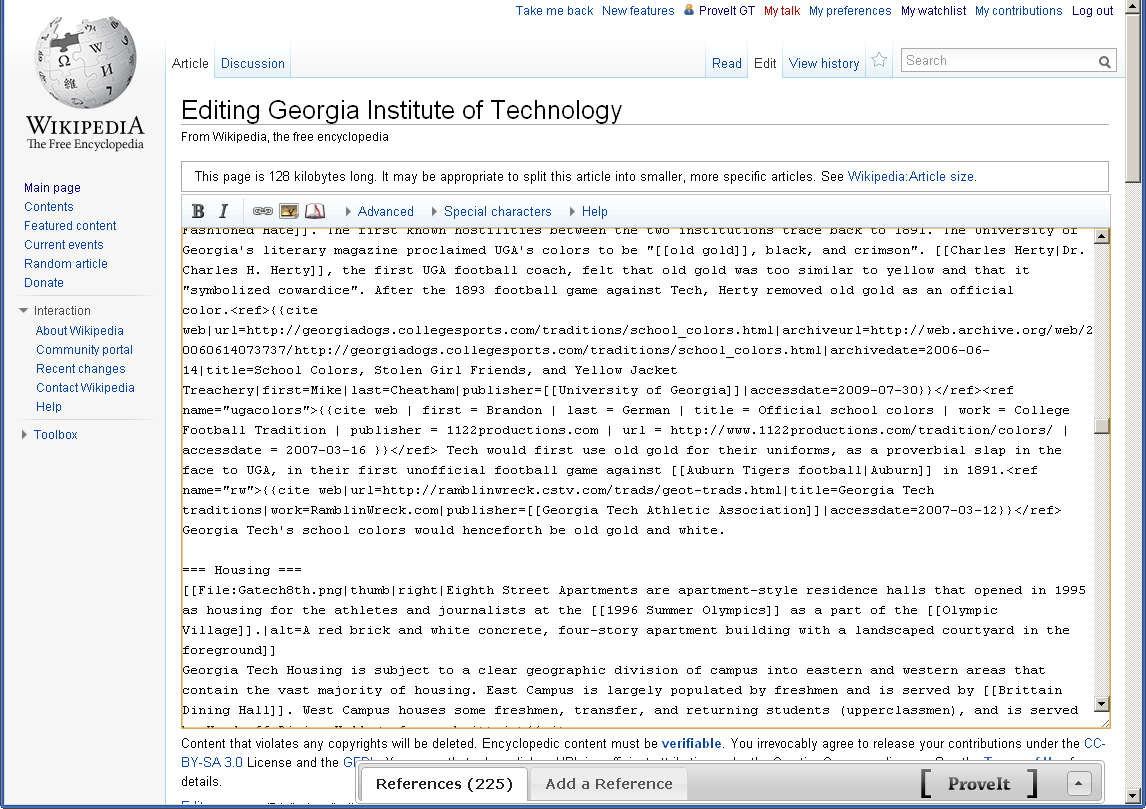 Take me back New features ProveIt GT My talk My preferences My watchlist My contributions Log out
Article Discussion Read Edit View history Search
WIKIPEDIA
The Free Encyclopedia
Main page
Contents
Featured content
Current events
Random article
Donate
Interaction
About Wikipedia
Community portal
Recent changes
Contact Wikipedia
Help
Toolbox
Editing Georgia Institute of Technology
From Wikipedia, the free encyclopedia
This page is 128 kilobytes long. It may be appropriate to split this article into smaller, more specific articles. See Wikipedia:Article size.
B I Advanced Special characters Help
Fashioned Hate]]. The first known hostilities between the two institutions trace back to 1891. The University of
Georgia's literary magazine proclaimed UGA's colors to be "[[old gold]], black, and crimson". [[Charles Herty|Dr.
Charles H. Herty]], the first UGA football coach, felt that old gold was too similar to yellow and that it
"symbolized cowardice". After the 1893 football game against Tech, Herty removed old gold as an official
color.<ref>{{cite
web|url=http://georgiadogs.collegesports.com/traditions/school_colors.html|archiveurl=http://web.archive.org/web/2
0060614073737/http://georgiadogs.collegesports.com/traditions/school_colors.html|archivedate=2006-06-
14|title=School Colors, Stolen Girl Friends, and Yellow Jacket
Treachery|first=Mike|last=Cheatham|publisher=[[University of Georgia]]|accessdate=2009-07-30}}</ref><ref
name="ugacolors">{{cite web | first = Brandon | last = German | title = Official school colors | work = College
Football Tradition | publisher = 1122productions.com | url = http://www.1122productions.com/tradition/colors/ |
accessdate = 2007-03-16 }}</ref> Tech would first use old gold for their uniforms, as a proverbial slap in the
face to UGA, in their first unofficial football game against [[Auburn Tigers football|Auburn]] in 1891.<ref
name="rw">{{cite web|url=http://ramblinwreck.cstv.com/trads/geot-trads.html|title=Georgia Tech
traditions|work=RamblinWreck.com|publisher=[[Georgia Tech Athletic Association]]|accessdate=2007-03-12}}</ref>
Georgia Tech's school colors would henceforth be old gold and white.
=== Housing ===
[[File:Gatech8th.png|thumb|right|Eighth Street Apartments are apartment-style residence halls that opened in 1995
as housing for the athletes and journalists at the [[1996 Summer Olympics]] as a part of the [[Olympic
Village]].|alt=A red brick and white concrete, four-story apartment building with a landscaped courtyard in the
foreground]]
Georgia Tech Housing is subject to a clear geographic division of campus into eastern and western areas that
contain the vast majority of housing. East Campus is largely populated by freshmen and is served by [[Brittain
Dining Hall]]. West Campus houses some freshmen, transfer, and returning students (upperclassmen), and is served
Content that violates any copyrights will be deleted. Encyclopedic content must be verifiable. You irrevocably agree to release your contributions under the CC-
BY-SA 3.0 License and the
details.
References (225) Add a Reference [ ProveIt ]